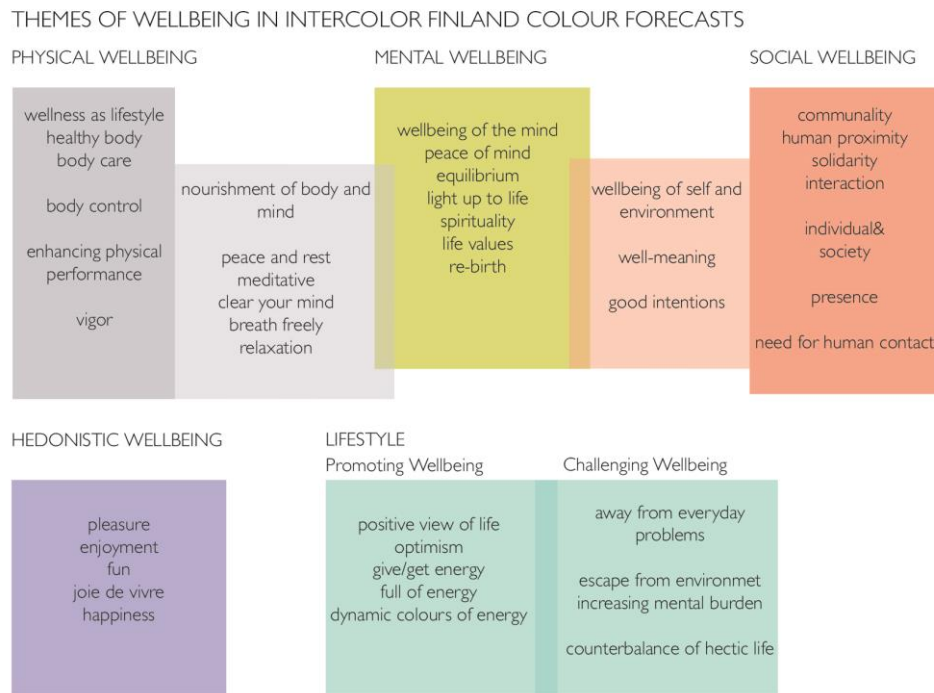 THEMES OF WELLBEING IN INTERCOLOR FINLAND COLOUR FORECASTS
PHYSICAL WELLBEING
wellness as lifestyle
healthy body
body care
body control
enhancing physical
performance
vigor
nourishment of body and
mind
peace and rest
meditative
clear your mind
breath freely
relaxation
MENTAL WELLBEING
wellbeing of the mind
peace of mind
equilibrium
light up to life
spirituality
life values
re-birth
wellbeing of self and
environment
well-meaning
good intentions
SOCIAL WELLBEING
communality
human proximity
solidarity
interaction
individual&
society
presence
need for human contact
HEDONISTIC WELLBEING
pleasure
enjoyment
fun
joie de vivre
happiness
LIFESTYLE
Promoting Wellbeing
positive view of life
optimism
give/get energy
full of energy
dynamic colours of energy
Challenging Wellbeing
away from everyday
problems
escape from environmet
increasing mental burden
counterbalance of hectic life